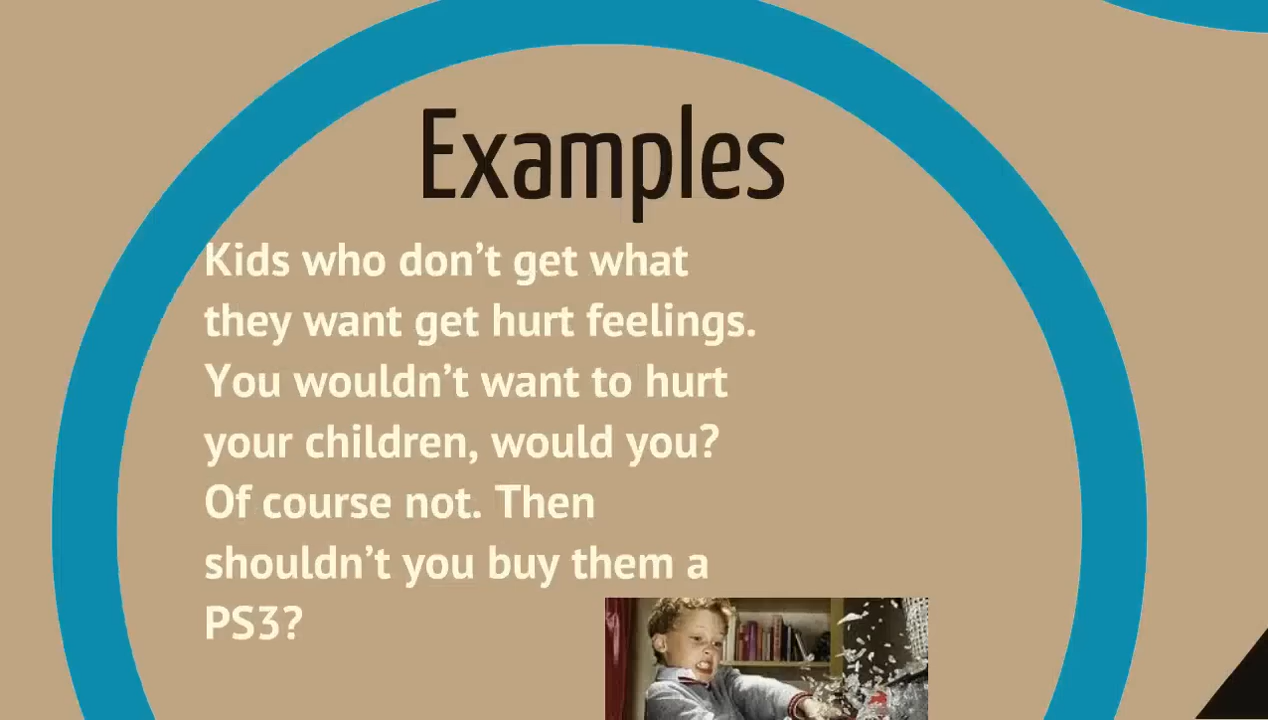 Examples
Kids who don’t get what
they want get hurt feelings.
You wouldn’t want to hurt
your children, would you?
Of course not. Then
shouldn’t you buy them a
PS3?